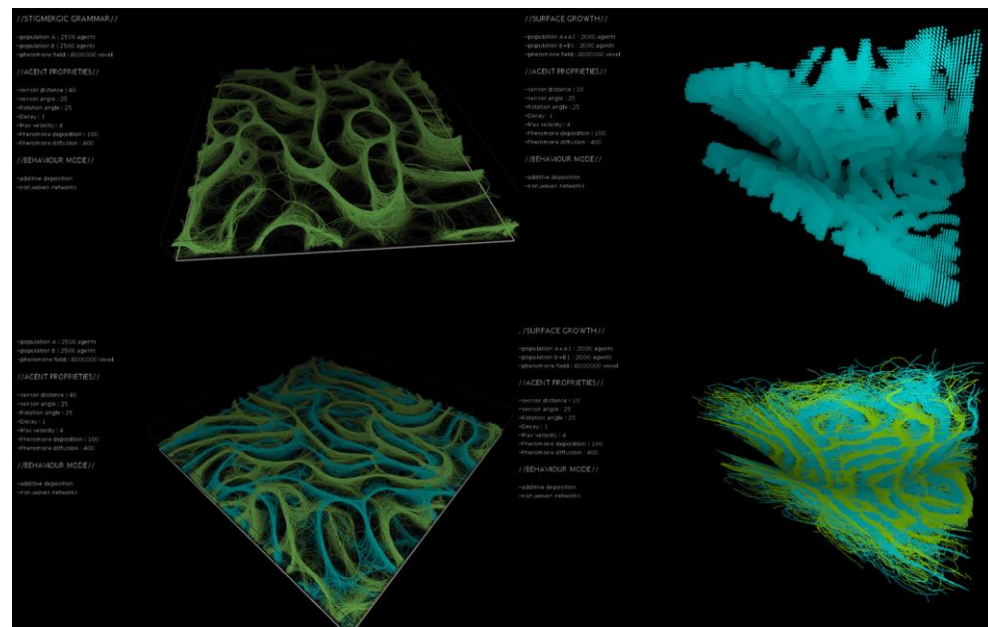 //STIGMERGIC GRAMMAR//
-population A : 2500 agents
-population B : 2500 agents
-pheromone field : 8000000 voxel
//AGENT PROPRIETIES//
-sensor distance : 40
-sensor angle : 25
-Rotation angle : 25
-Decay : 1
-Max velocity : 4
-Pheromone deposition : 100
-Pheromone diffusion : 400
//BEHAVIOUR MODE//
-additive deposition
-non_woven networks
//SURFACE GROWTH//
-population A+A1 : 2000 agents
-population B+B1 : 2000 agents
-pheromone field : 8000000 voxel
//AGENT PROPRIETIES//
-sensor distance : 10
-sensor angle : 25
-Rotation angle : 25
-Decay : 1
-Max velocity : 4
-Pheromone deposition : 100
-Pheromone diffusion : 400
//BEHAVIOUR MODE//
-additive deposition
-non_woven networks
-population A : 2500 agents
-population B : 2500 agents
-pheromone field : 8000000 voxel
//AGENT PROPRIETIES//
-sensor distance : 40
-sensor angle : 25
-Rotation angle : 25
-Decay : 1
-Max velocity : 4
-Pheromone deposition : 100
-Pheromone diffusion : 400
//BEHAVIOUR MODE//
-additive deposition
-non_woven networks
//SURFACE GROWTH//
-population A+A1 : 2000 agents
-population B+B1 : 2000 agents
-pheromone field : 8000000 voxel
//AGENT PROPRIETIES//
-sensor distance : 10
-sensor angle : 25
-Rotation angle : 25
-Decay : 1
-Max velocity : 4
-Pheromone deposition : 100
-Pheromone diffusion : 400
//BEHAVIOUR MODE//
-additive deposition
-non_woven networks